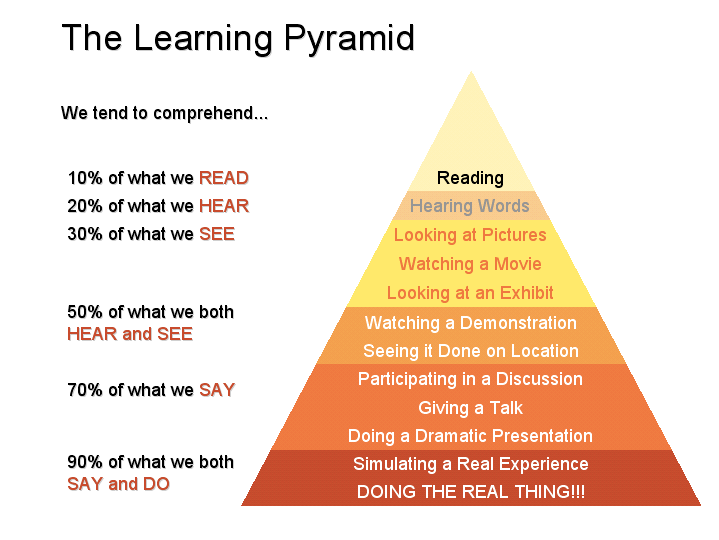 The Learning Pyramid
We tend to comprehend...
10% of what we READ
20% of what we HEAR
30% of what we SEE
50% of what we both
HEAR and SEE
70% of what we SAY
90% of what we both
SAY and DO
Reading
Hearing Words
Looking at Pictures
Watching a Movie
Looking at an Exhibit
Watching a Demonstration
Seeing it Done on Location
Participating in a Discussion
Giving a Talk
Doing a Dramatic Presentation
Simulating a Real Experience
DOING THE REAL THING!!!